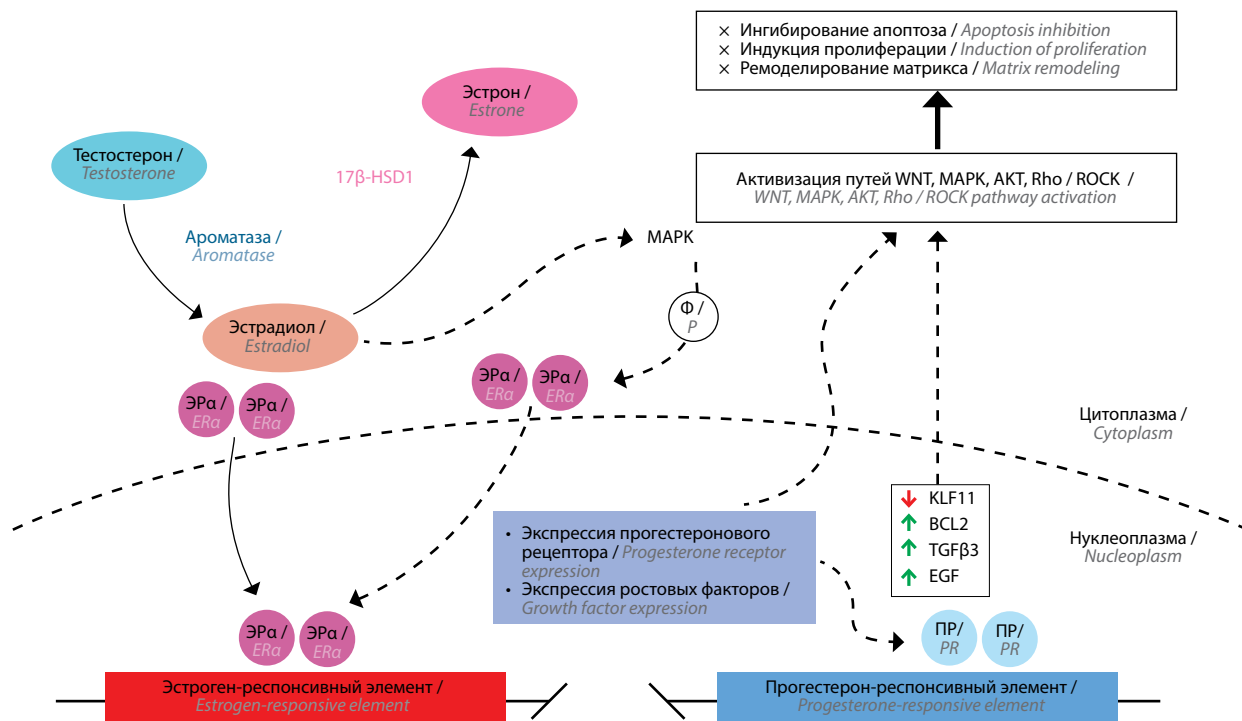 × Ингибирование апоптоза / Apoptosis inhibition
× Индукция пролиферации / Induction of proliferation
× Ремоделирование матрикса / Matrix remodeling
Эстрон /
Estrone
Тестостерон /
Testosterone
17β-HSD1
Активизация путей WNT, MAPK, AKT, Rho / ROCK /
WNT, MAPK, AKT, Rho / ROCK pathway activation
Ароматаза /
Aromatase
MAPK
Ф /
P
Эстрадиол /
Estradiol
ЭРα /
ERα
ЭРα /
ERα
ЭРα /
ERα
ЭРα /
ERα
Цитоплазма /
Cytoplasm
KLF11
BCL2
TGFβ3
EGF
Нуклеоплазма /
Nucleoplasm
• Экспрессия прогестеронового
рецептора / Progesterone receptor
expression
• Экспрессия ростовых факторов /
Growth factor expression
ЭРα /
ERα
ЭРα /
ERα
ПР/
PR
ПР/
PR
Эстроген-респонсивный элемент /
Estrogen-responsive element
Прогестерон-респонсивный элемент /
Progesterone-responsive element